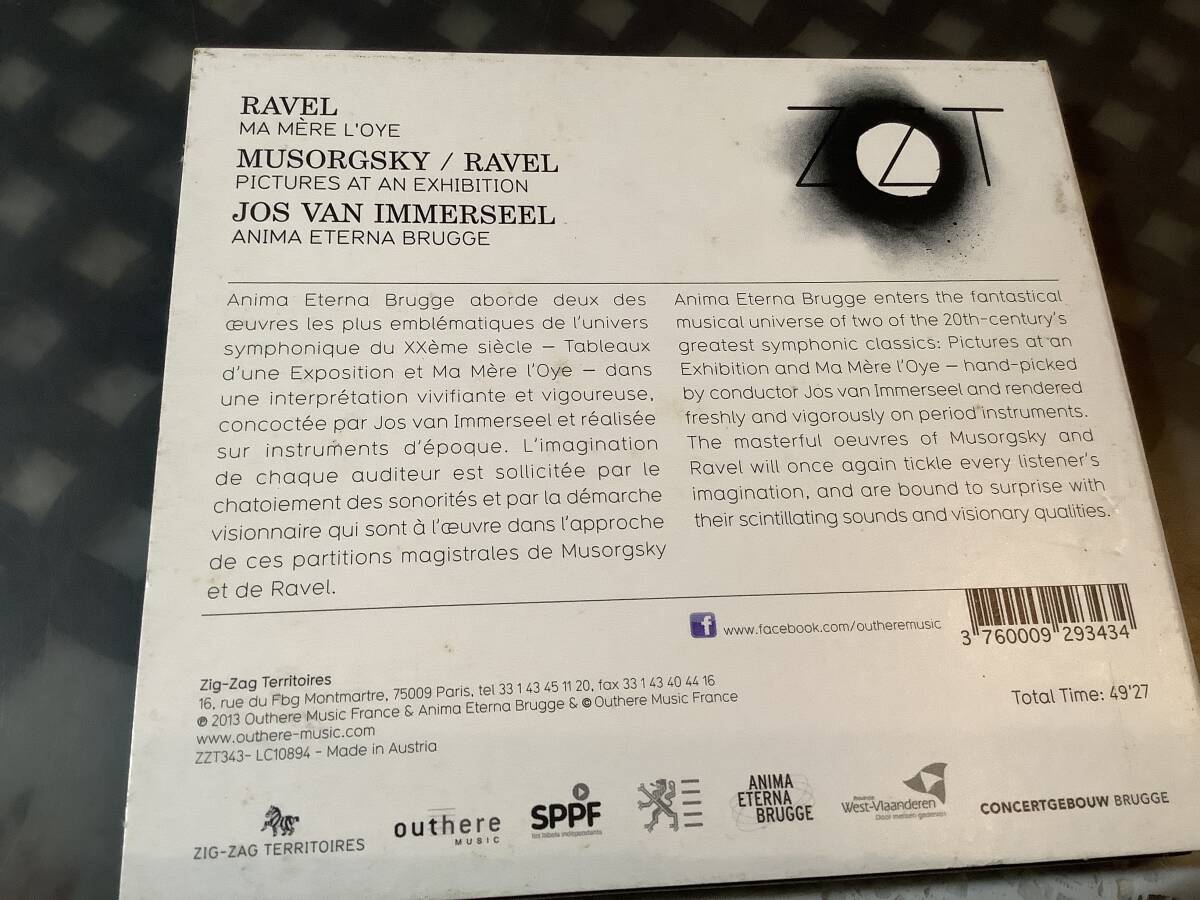 RAVEL
MA MÈRE L'OYE
MUSORGSKY / RAVEL
PICTURES AT AN EXHIBITION
JOS VAN IMMERSEEL
ANIMA ETERNA BRUGGE
ZZT
Anima Eterna Brugge aborde deux des
œuvres les plus emblématiques de l'univers
symphonique du XXème siècle – Tableaux
d'une Exposition et Ma Mère l'Oye – dans
une interprétation vivifiante et vigoureuse,
concoctée par Jos van Immerseel et réalisée
sur instruments d'époque. L'imagination
de chaque auditeur est sollicitée par le
chatoiement des sonorités et par la démarche
visionnaire qui sont à l'œuvre dans l'approche
de ces partitions magistrales de Musorgsky
et de Ravel.
Anima Eterna Brugge enters the fantastical
musical universe of two of the 20th-century's
greatest symphonic classics: Pictures at an
Exhibition and Ma Mère l'Oye – hand-picked
by conductor Jos van Immerseel and rendered
freshly and vigorously on period instruments.
The masterful oeuvres of Musorgsky and
Ravel will once again tickle every listener's
imagination, and are bound to surprise with
their scintillating sounds and visionary qualities.
f www.facebook.com/outheremusic
3 760009 293434
Zig-Zag Territoires
16, rue du Fbg Montmartre, 75009 Paris, tel 33 1 43 45 11 20, fax 33 1 43 40 44 16
℗ 2013 Outhere Music France & Anima Eterna Brugge & © Outhere Music France
www.outhere-music.com
ZZT343- LC10894 - Made in Austria
Total Time: 49'27
ZIG-ZAG TERRITOIRES
outhere
MUSIC
SPPF
les labels indépendants
ANIMA
ETERNA
BRUGGE
Provincie
West-Vlaanderen
Door mensen gedreven
CONCERTGEBOUW BRUGGE